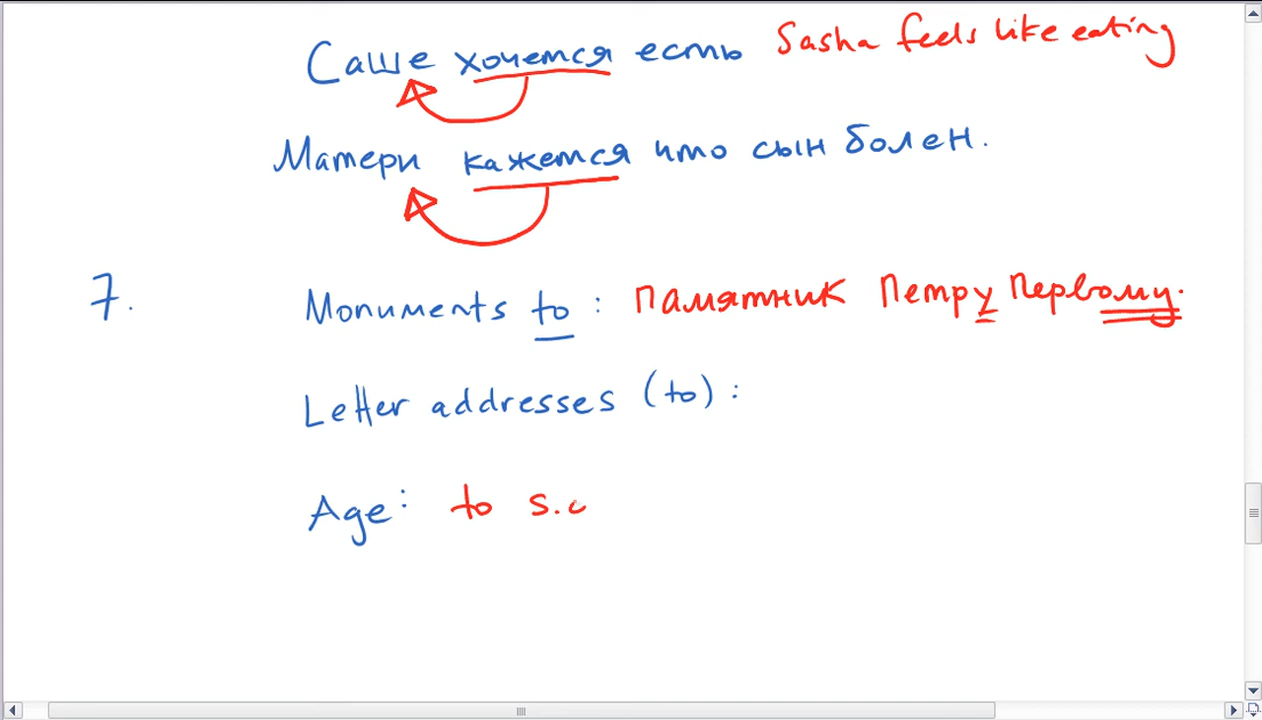 Саше хочется есть Sasha feels like eating
Матери кажется что сын болен.
7. Monuments to : Памятник Петру Первому.
Letter addresses (to) :
Age: to s.o